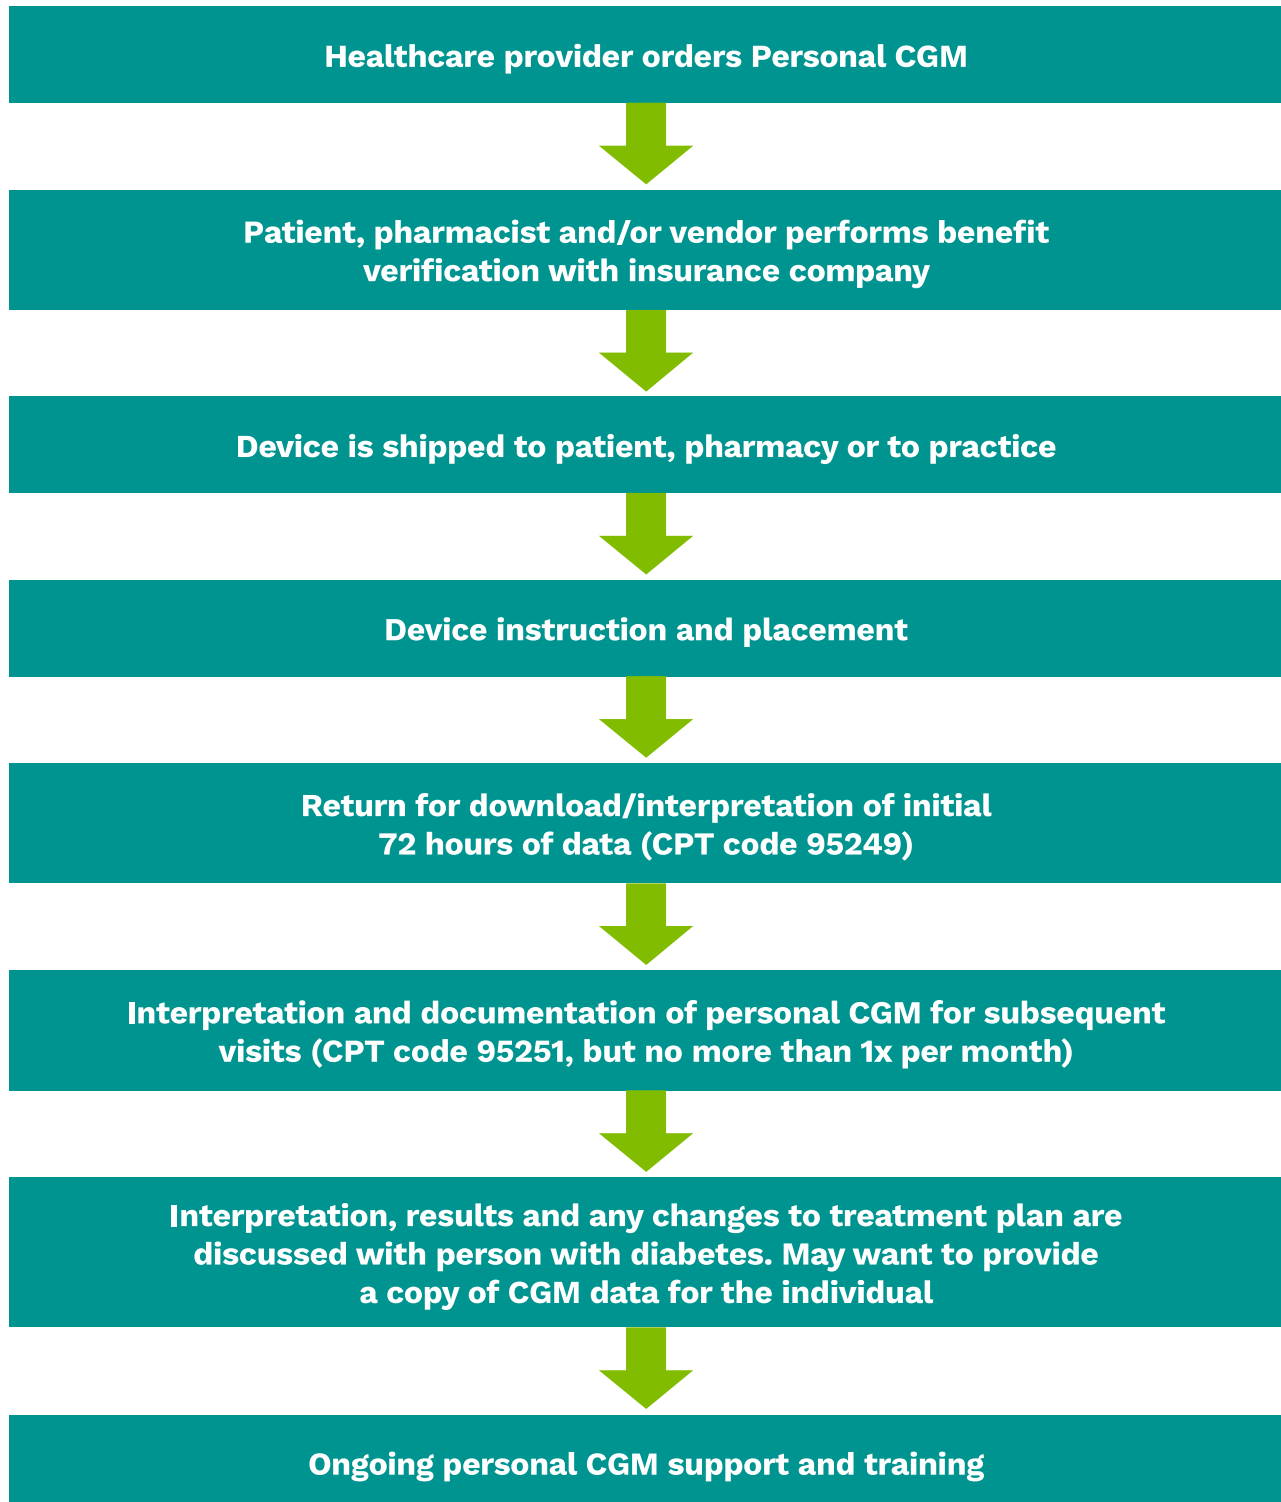 Healthcare provider orders Personal CGM
Patient, pharmacist and/or vendor performs benefit
verification with insurance company
Device is shipped to patient, pharmacy or to practice
Device instruction and placement
Return for download/interpretation of initial
72 hours of data (CPT code 95249)
Interpretation and documentation of personal CGM for subsequent
visits (CPT code 95251, but no more than 1x per month)
Interpretation, results and any changes to treatment plan are
discussed with person with diabetes. May want to provide
a copy of CGM data for the individual
Ongoing personal CGM support and training